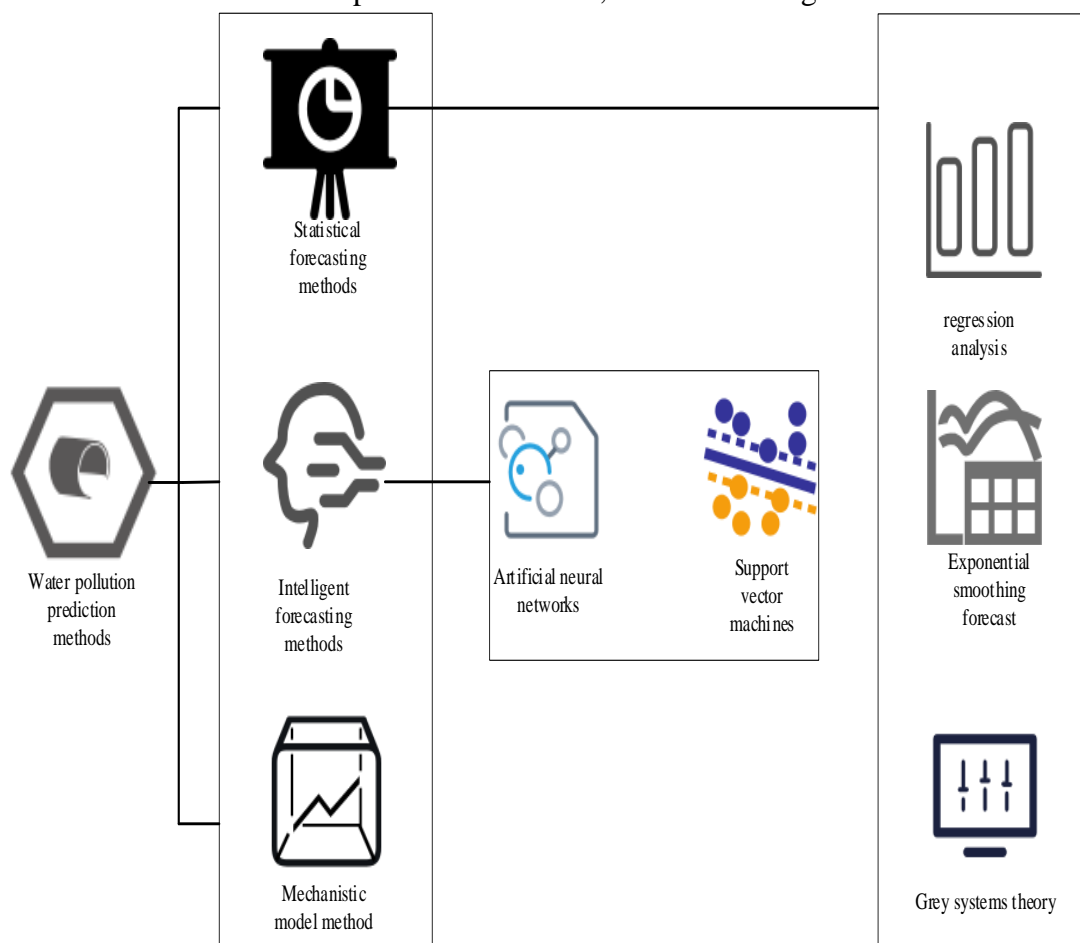 Statistical
forecasting
methods
regression
analysis
Water pollution
prediction
methods
Intelligent
forecasting
methods
Artificial neural
networks
Support
vector
machines
Exponential
smoothing
forecast
Mechanistic
model method
Grey systems theory